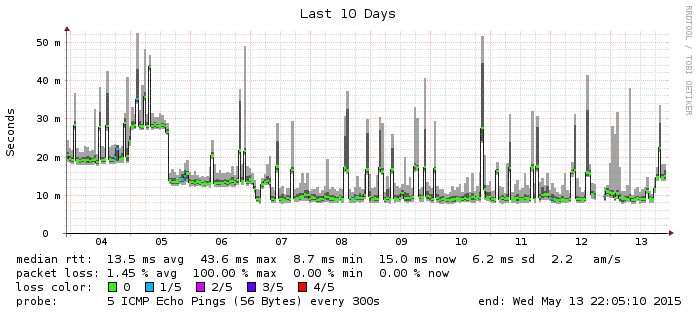 Last 10 Days
RRDTOOL / TOBI OETIKER
Seconds
50 m
40 m
30 m
20 m
10 m
0
04 05 06 07 08 09 10 11 12 13
median rtt: 13.5 ms avg 43.6 ms max 8.7 ms min 15.0 ms now 6.2 ms sd 2.2 am/s
packet loss: 1.45 % avg 100.00 % max 0.00 % min 0.00 % now
loss color: 0 1/5 2/5 3/5 4/5
probe: 5 ICMP Echo Pings (56 Bytes) every 300s end: Wed May 13 22:05:10 2015